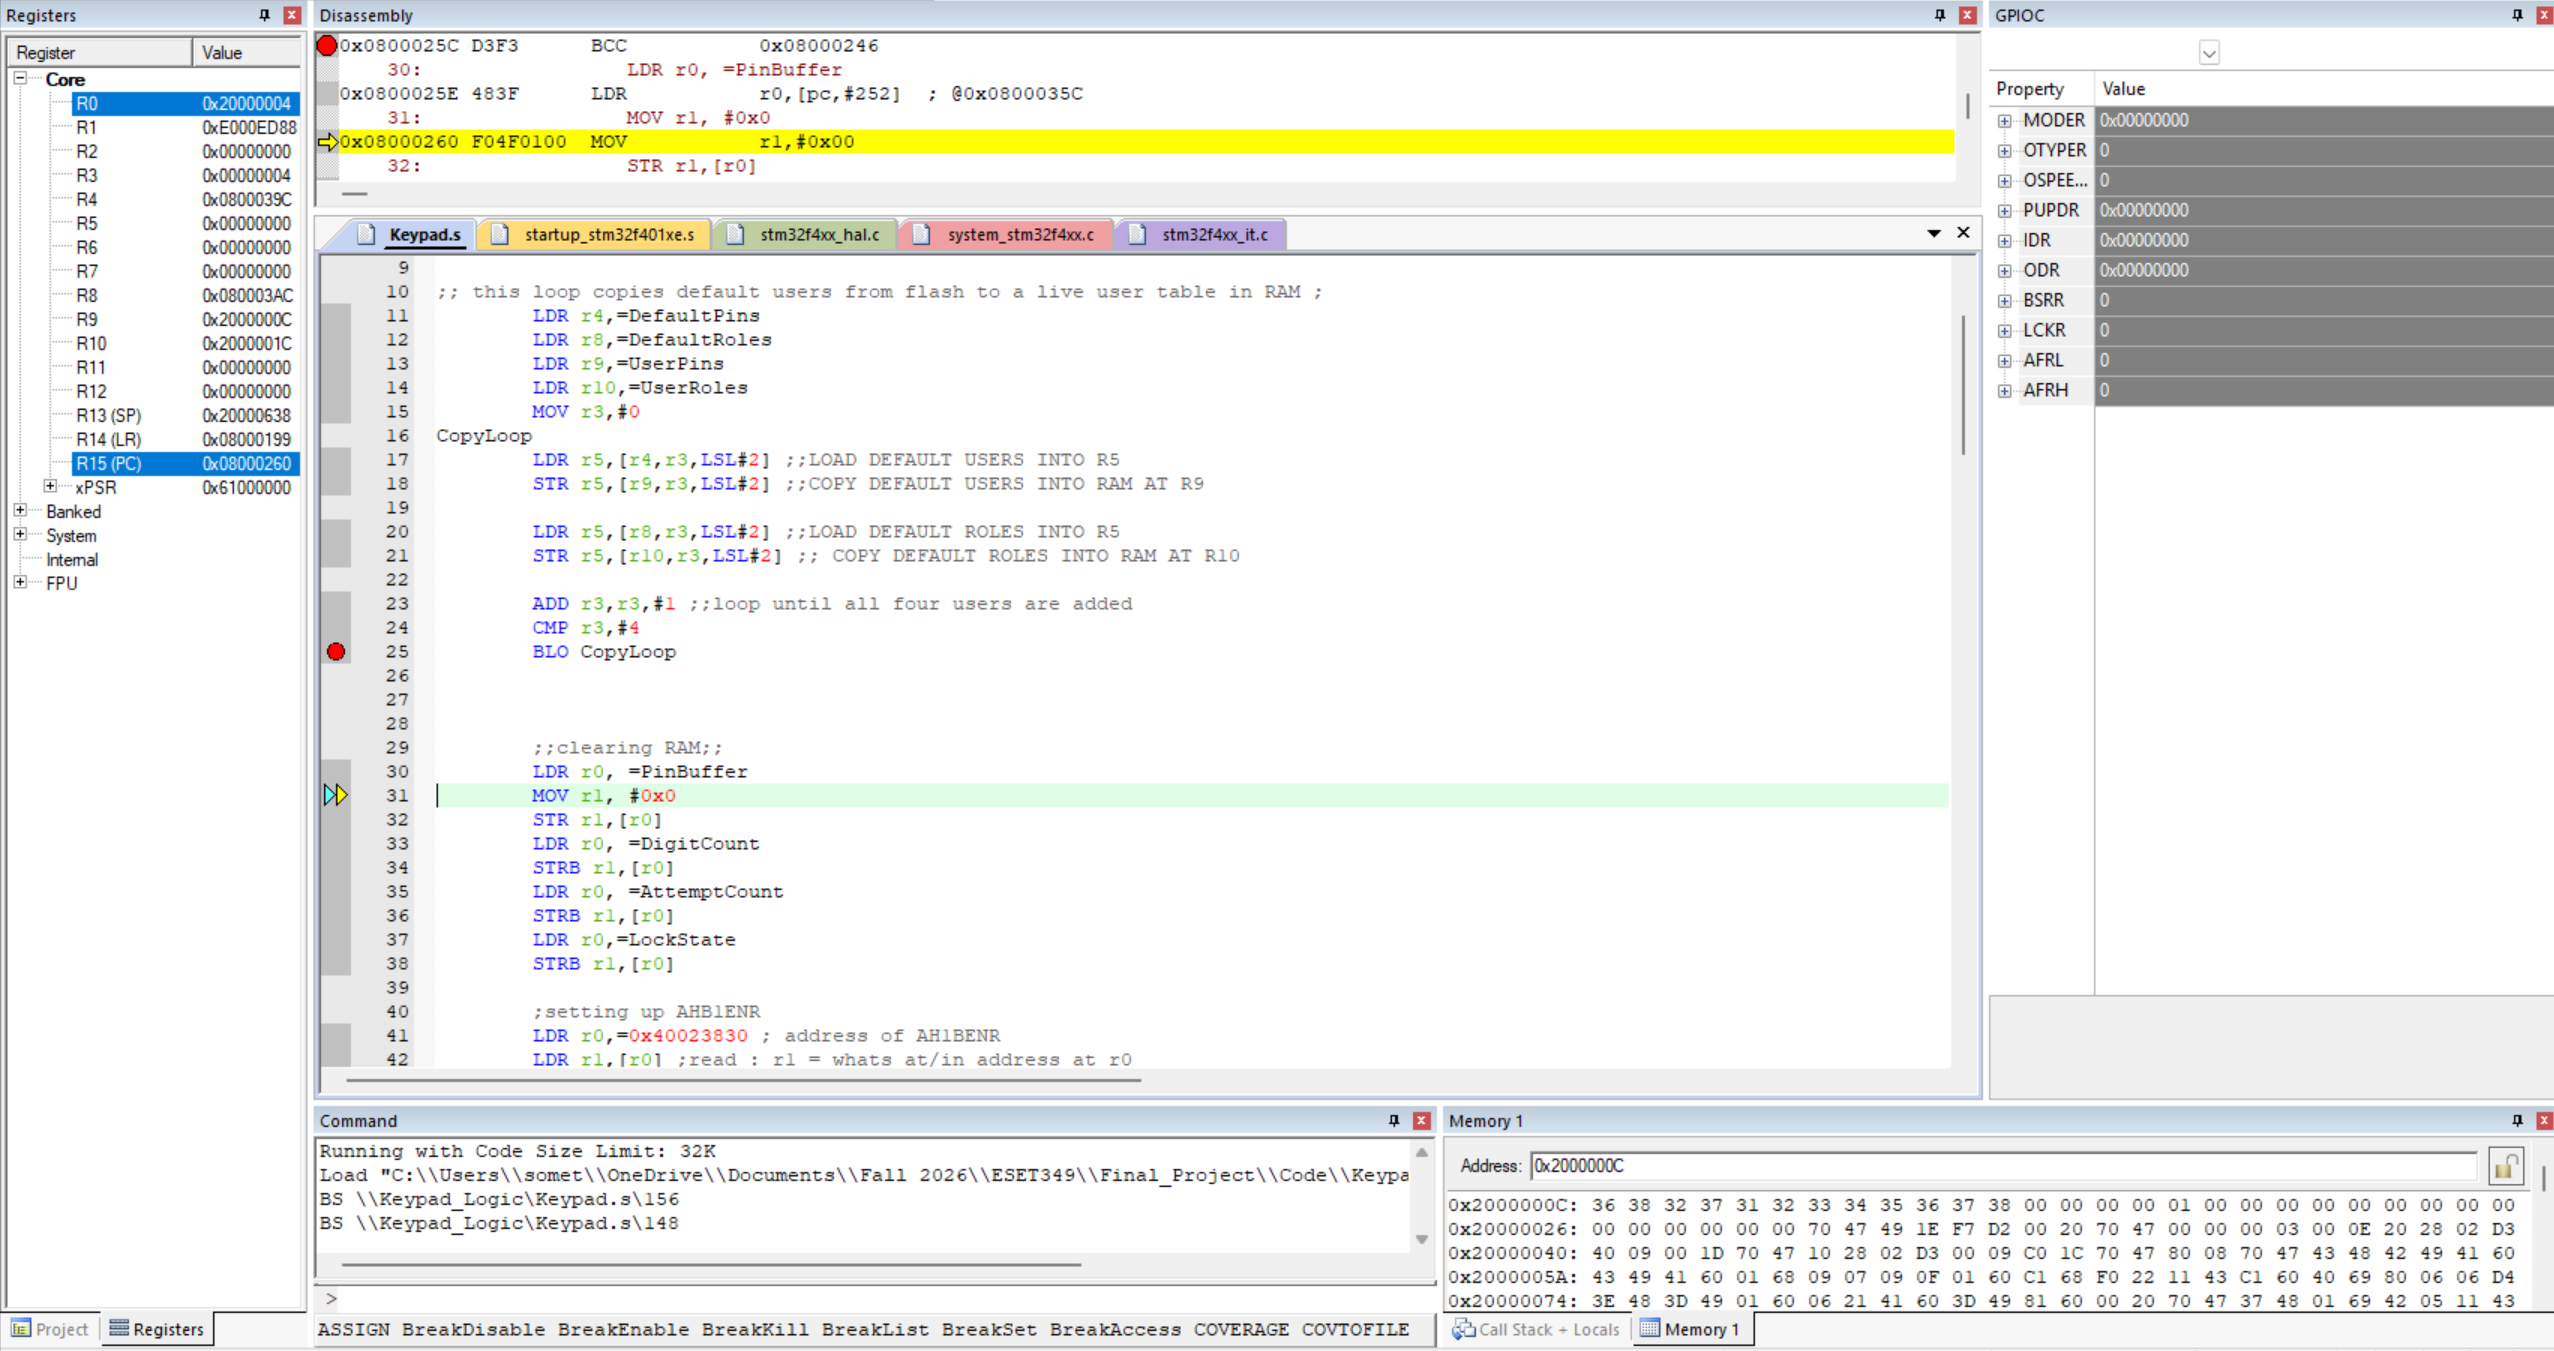 Registers
Register Value
Core
R0 0x20000004
R1 0xE000ED88
R2 0x00000000
R3 0x00000004
R4 0x0800039C
R5 0x00000000
R6 0x00000000
R7 0x00000000
R8 0x080003AC
R9 0x2000000C
R10 0x2000001C
R11 0x00000000
R12 0x00000000
R13 (SP) 0x20000638
R14 (LR) 0x08000199
R15 (PC) 0x08000260
xPSR 0x61000000
Banked
System
Internal
FPU
Project Registers
Disassembly
0x0800025C D3F3 BCC 0x08000246
30: LDR r0, =PinBuffer
0x0800025E 483F LDR r0,[pc,#252] ; @0x0800035C
31: MOV r1, #0x0
0x08000260 F04F0100 MOV r1,#0x00
32: STR r1,[r0]
Keypad.s startup_stm32f401xe.s stm32f4xx_hal.c system_stm32f4xx.c stm32f4xx_it.c
9
10 ;; this loop copies default users from flash to a live user table in RAM ;
11 LDR r4,=DefaultPins
12 LDR r8,=DefaultRoles
13 LDR r9,=UserPins
14 LDR r10,=UserRoles
15 MOV r3,#0
16 CopyLoop
17 LDR r5,[r4,r3,LSL#2] ;;LOAD DEFAULT USERS INTO R5
18 STR r5,[r9,r3,LSL#2] ;;COPY DEFAULT USERS INTO RAM AT R9
19
20 LDR r5,[r8,r3,LSL#2] ;;LOAD DEFAULT ROLES INTO R5
21 STR r5,[r10,r3,LSL#2] ;; COPY DEFAULT ROLES INTO RAM AT R10
22
23 ADD r3,r3,#1 ;;loop until all four users are added
24 CMP r3,#4
25 BLO CopyLoop
26
27
28
29 ;;clearing RAM;;
30 LDR r0, =PinBuffer
31 MOV r1, #0x0
32 STR r1,[r0]
33 LDR r0, =DigitCount
34 STRB r1,[r0]
35 LDR r0, =AttemptCount
36 STRB r1,[r0]
37 LDR r0,=LockState
38 STRB r1,[r0]
39
40 ;setting up AHB1ENR
41 LDR r0,=0x40023830 ; address of AH1BENR
42 LDR r1,[r0] ;read : r1 = whats at/in address at r0
GPIOC
Property Value
MODER 0x00000000
OTYPER 0
OSPEE... 0
PUPDR 0x00000000
IDR 0x00000000
ODR 0x00000000
BSRR 0
LCKR 0
AFRL 0
AFRH 0
Command
Running with Code Size Limit: 32K
Load "C:\\Users\\somet\\OneDrive\\Documents\\Fall 2026\\ESET349\\Final_Project\\Code\\Keypa
BS \\Keypad_Logic\Keypad.s\156
BS \\Keypad_Logic\Keypad.s\148
>
ASSIGN BreakDisable BreakEnable BreakKill BreakList BreakSet BreakAccess COVERAGE COVTOFILE
Memory 1
Address: 0x2000000C
0x2000000C: 36 38 32 37 31 32 33 34 35 36 37 38 00 00 00 00 01 00 00 00 00 00 00 00 00 00
0x20000026: 00 00 00 00 00 00 70 47 49 1E F7 D2 00 20 70 47 00 00 00 03 00 0E 20 28 02 D3
0x20000040: 40 09 00 1D 70 47 10 28 02 D3 00 09 C0 1C 70 47 80 08 70 47 43 48 42 49 41 60
0x2000005A: 43 49 41 60 01 68 09 07 09 0F 01 60 C1 68 F0 22 11 43 C1 60 40 69 80 06 06 D4
0x20000074: 3E 48 3D 49 01 60 06 21 41 60 3D 49 81 60 00 20 70 47 37 48 01 69 42 05 11 43
Call Stack + Locals Memory 1